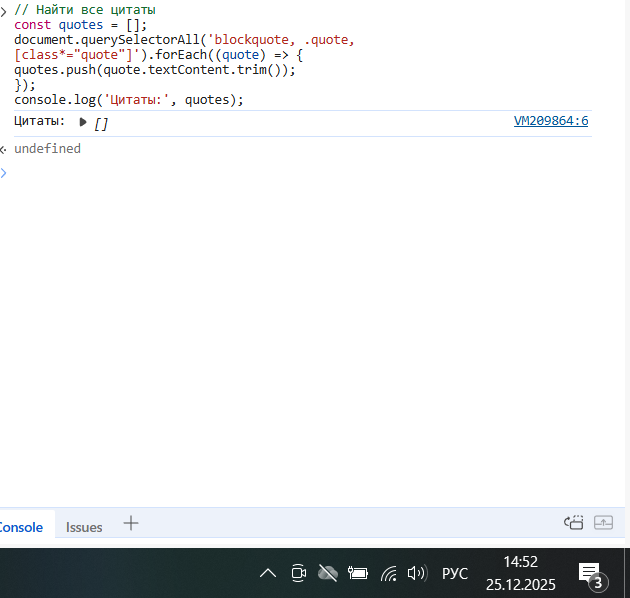 // Найти все цитаты
const quotes = [];
document.querySelectorAll('blockquote, .quote,
[class*="quote"]').forEach((quote) => {
quotes.push(quote.textContent.trim());
});
console.log('Цитаты:', quotes);
Цитаты: ▶ [] VM209864:6
undefined
Console Issues +
РУС
14:52
25.12.2025
3